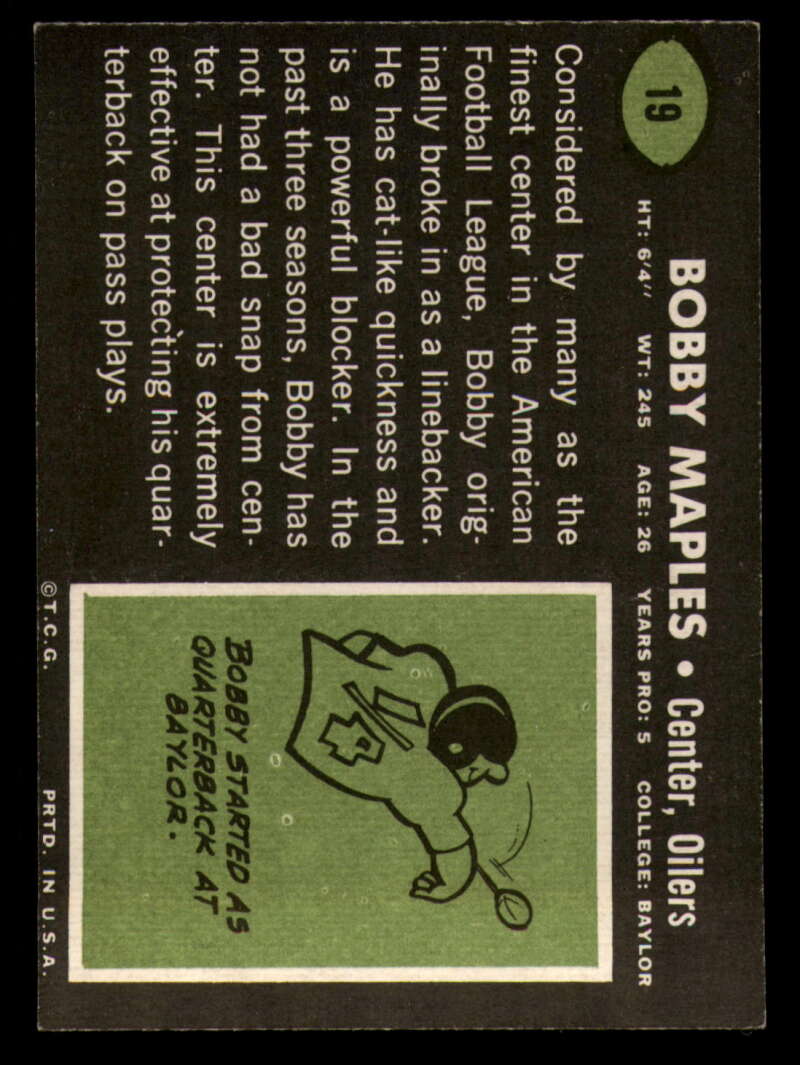 19
BOBBY MAPLES • Center, Oilers
HT: 6'4" WT: 245 AGE: 26 YEARS PRO: 5 COLLEGE: BAYLOR
Considered by many as the
finest center in the American
Football League, Bobby orig-
inally broke in as a linebacker.
He has cat-like quickness and
is a powerful blocker. In the
past three seasons, Bobby has
not had a bad snap from cen-
ter. This center is extremely
effective at protecting his quar-
terback on pass plays.
1/4
BOBBY STARTED AS
QUARTERBACK AT
BAYLOR.
©T.C.G. PRTD. IN U.S.A.